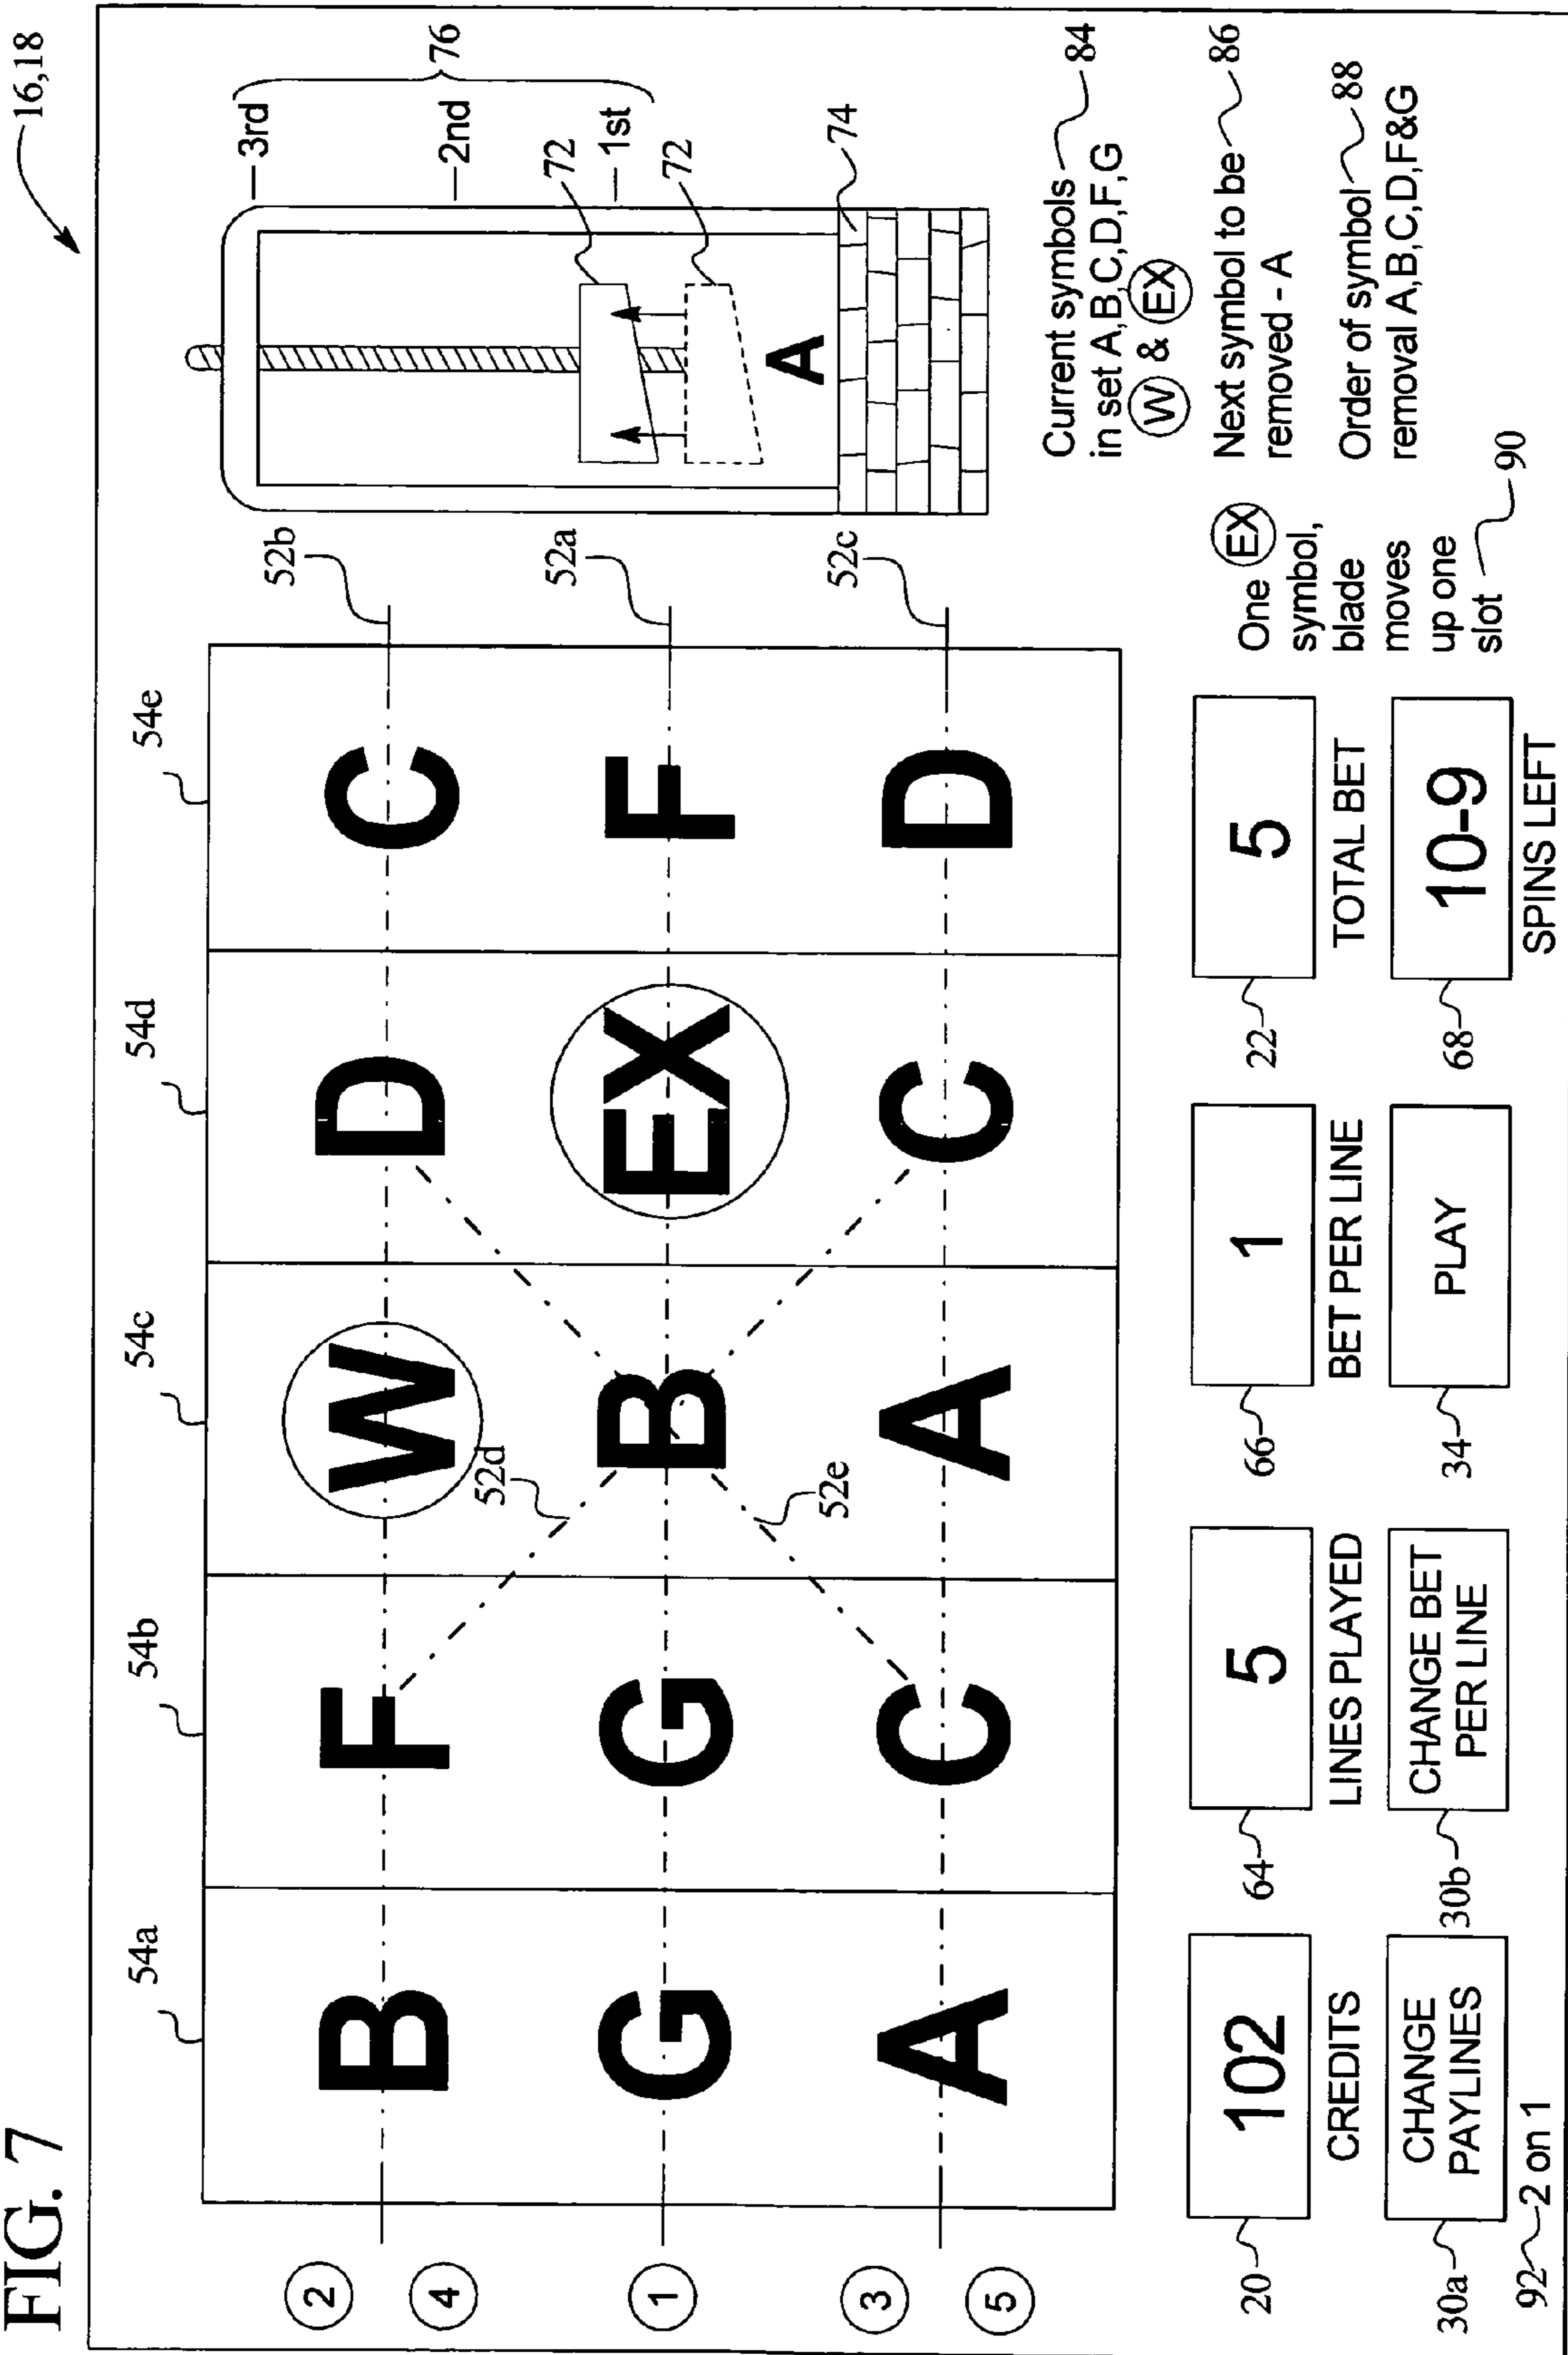 FIG. 7
16,18
54a 54b 54c 54d 54e
2 B F W D C 52b
4
1 G G B EX F 52a
3 A C A C D 52c
5
52d
52e
3rd
2nd
1st
76
72
72
A
74
Current symbols 84
in set A,B,C,D,F,G
W & EX
Next symbol to be 86
removed - A
Order of symbol 88
removal A,B,C,D,F&G
One EX
symbol,
blade
moves
up one
slot 90
20 102
CREDITS
64 5
LINES PLAYED
66 1
BET PER LINE
22 5
TOTAL BET
30a CHANGE
PAYLINES
30b CHANGE BET
PER LINE
34 PLAY
68 10-9
SPINS LEFT
92 2 on 1